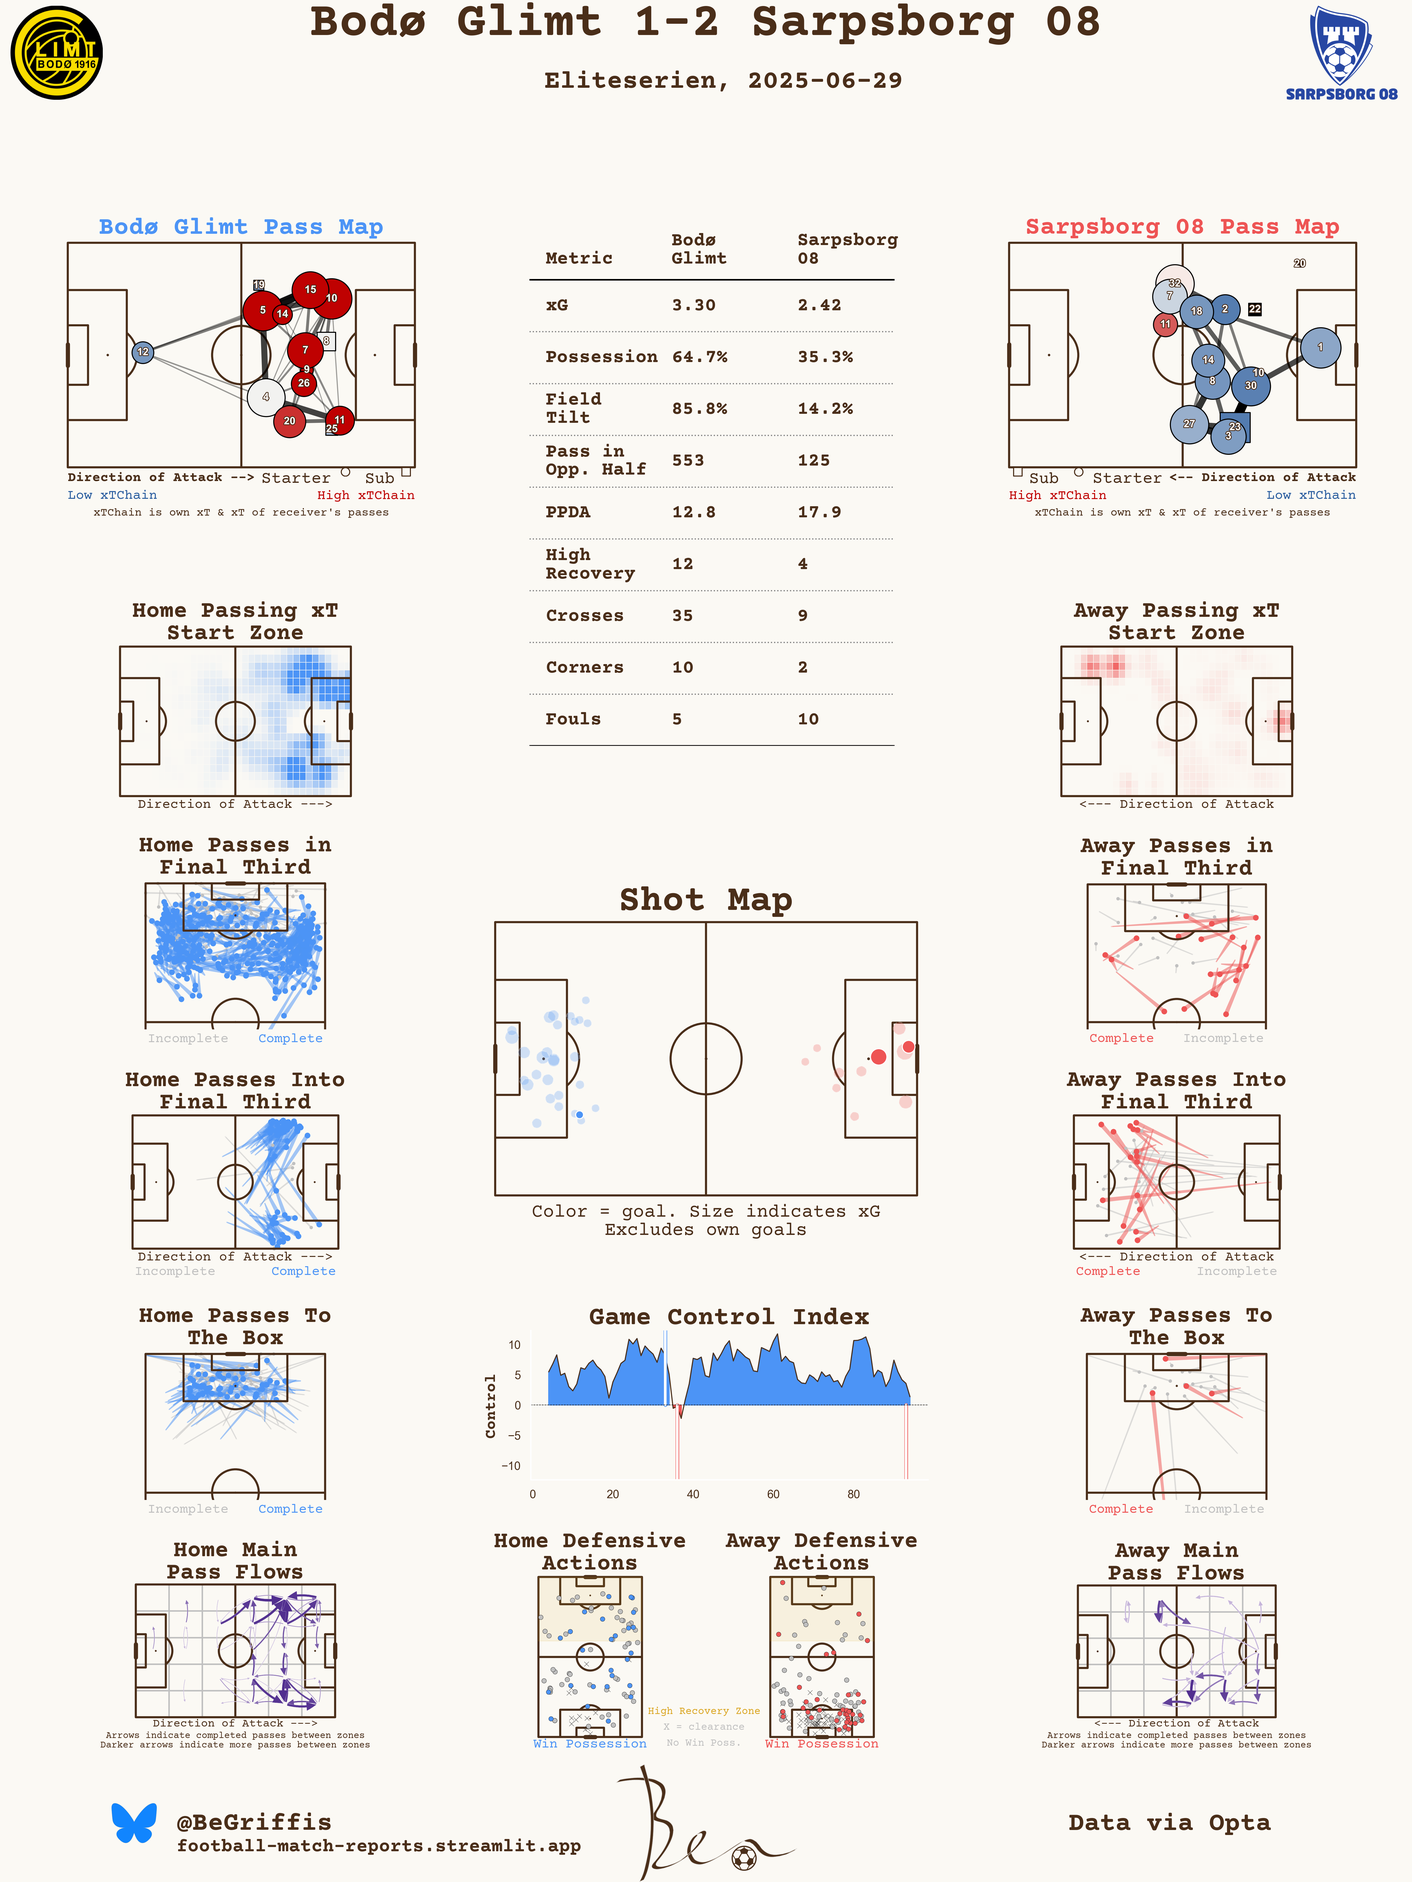 Bodø Glimt 1-2 Sarpsborg 08
Eliteserien, 2025-06-29
LIMT
BODØ 1916
SARPSBORG 08
Bodø Glimt Pass Map
12
19
5
14
15
10
8
7
9
26
4
20
11
25
Direction of Attack --> Starter Sub
Low xTChain High xTChain
xTChain is own xT & xT of receiver's passes
Metric Bodø Glimt Sarpsborg 08
xG 3.30 2.42
Possession 64.7% 35.3%
Field Tilt 85.8% 14.2%
Pass in Opp. Half 553 125
PPDA 12.8 17.9
High Recovery 12 4
Crosses 35 9
Corners 10 2
Fouls 5 10
Sarpsborg 08 Pass Map
20
32
7
11
18
2
22
1
14
8
10
30
27
23
3
Sub Starter <-- Direction of Attack
High xTChain Low xTChain
xTChain is own xT & xT of receiver's passes
Home Passing xT
Start Zone
Direction of Attack --->
Away Passing xT
Start Zone
<--- Direction of Attack
Home Passes in
Final Third
Incomplete Complete
Away Passes in
Final Third
Complete Incomplete
Shot Map
Color = goal. Size indicates xG
Excludes own goals
Home Passes Into
Final Third
Direction of Attack --->
Incomplete Complete
Away Passes Into
Final Third
<--- Direction of Attack
Complete Incomplete
Home Passes To
The Box
Incomplete Complete
Game Control Index
Control
10
5
0
−5
−10
0 20 40 60 80
Away Passes To
The Box
Complete Incomplete
Home Main
Pass Flows
Direction of Attack --->
Arrows indicate completed passes between zones
Darker arrows indicate more passes between zones
Home Defensive
Actions
Win Possession
Away Defensive
Actions
Win Possession
High Recovery Zone
X = clearance
No Win Poss.
Away Main
Pass Flows
<--- Direction of Attack
Arrows indicate completed passes between zones
Darker arrows indicate more passes between zones
@BeGriffis
football-match-reports.streamlit.app
Ben
Data via Opta